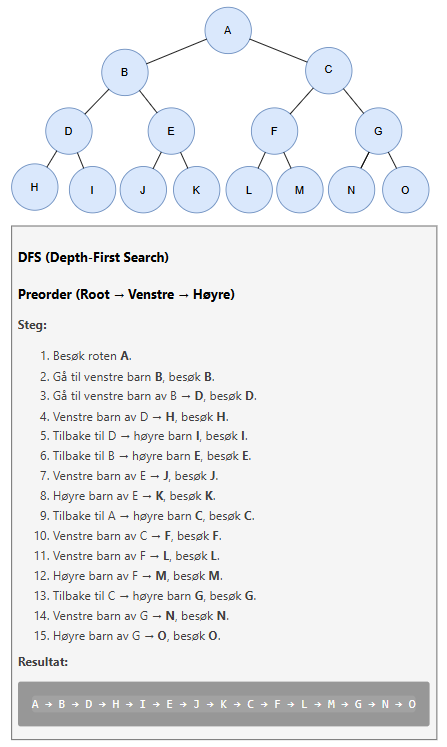 A
B
C
D
E
F
G
H
I
J
K
L
M
N
O
DFS (Depth-First Search)
Preorder (Root → Venstre → Høyre)
Steg:
1. Besøk roten A.
2. Gå til venstre barn B, besøk B.
3. Gå til venstre barn av B → D, besøk D.
4. Venstre barn av D → H, besøk H.
5. Tilbake til D → høyre barn I, besøk I.
6. Tilbake til B → høyre barn E, besøk E.
7. Venstre barn av E → J, besøk J.
8. Høyre barn av E → K, besøk K.
9. Tilbake til A → høyre barn C, besøk C.
10. Venstre barn av C → F, besøk F.
11. Venstre barn av F → L, besøk L.
12. Høyre barn av F → M, besøk M.
13. Tilbake til C → høyre barn G, besøk G.
14. Venstre barn av G → N, besøk N.
15. Høyre barn av G → O, besøk O.
Resultat:
A → B → D → H → I → E → J → K → C → F → L → M → G → N → O